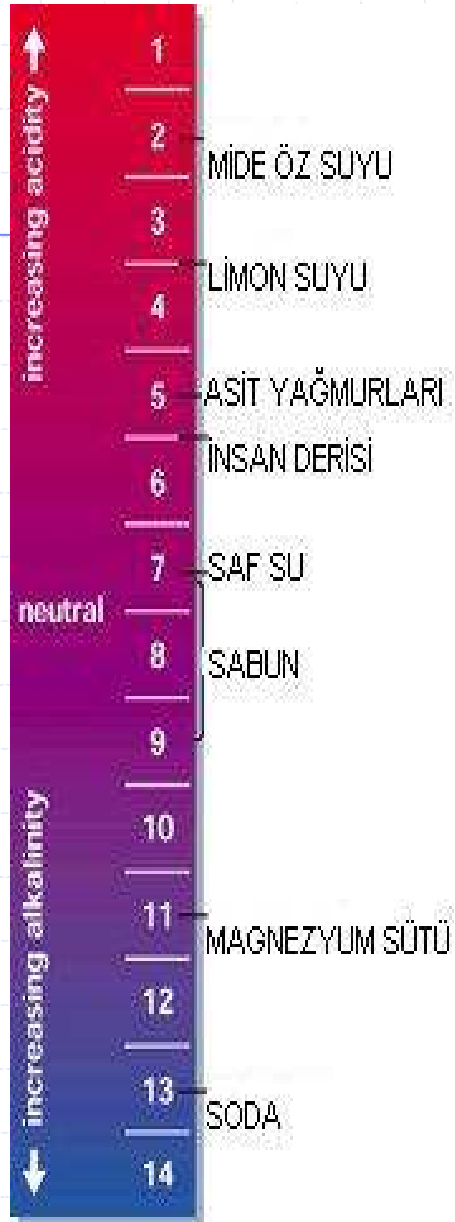 increasing acidity
1
2
MİDE ÖZ SUYU
3
LİMON SUYU
4
5
ASİT YAĞMURLARI
İNSAN DERİSİ
6
7
SAF SU
neutral
8
SABUN
9
10
increasing alkalinity
11
MAGNEZYUM SÜTÜ
12
13
SODA
14